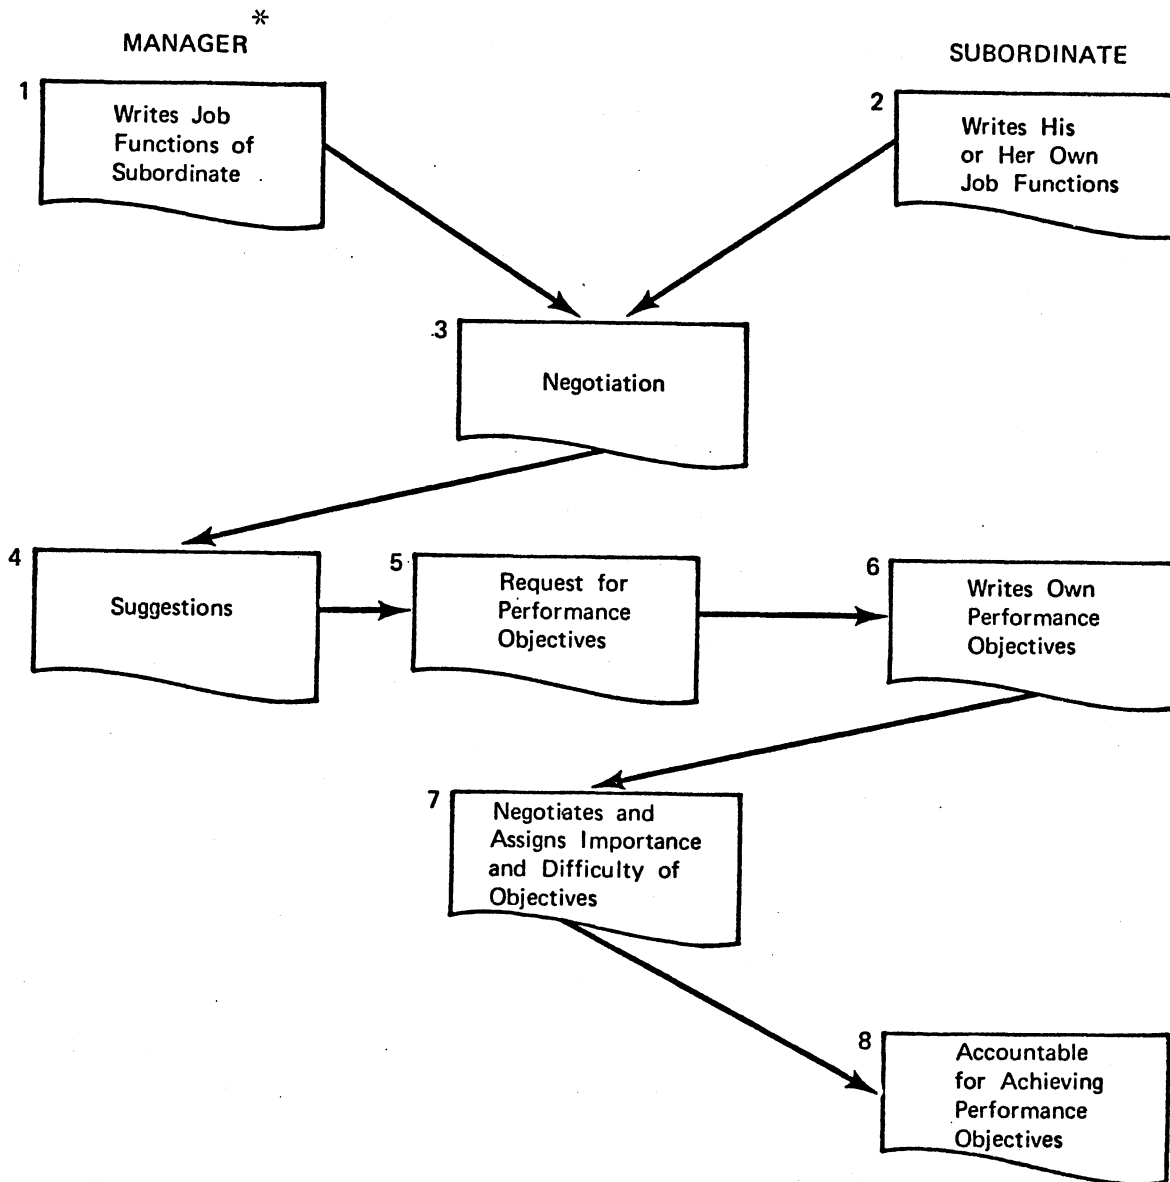 MANAGER*
SUBORDINATE
1
Writes Job
Functions of
Subordinate
2
Writes His
or Her Own
Job Functions
3
Negotiation
4
Suggestions
5
Request for
Performance
Objectives
6
Writes Own
Performance
Objectives
7
Negotiates and
Assigns Importance
and Difficulty of
Objectives
8
Accountable
for Achieving
Performance
Objectives